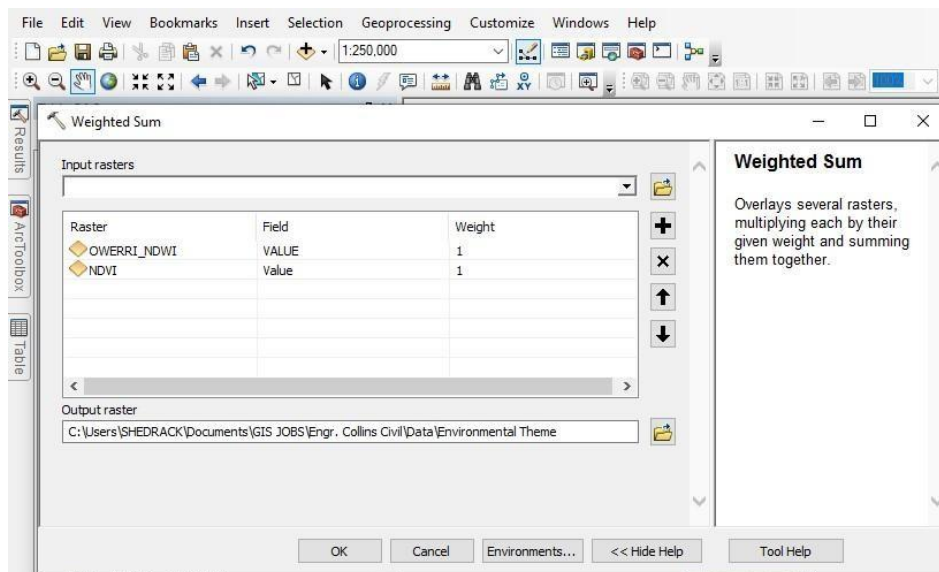 File Edit View Bookmarks Insert Selection Geoprocessing Customize Windows Help
1:250,000
Results
ArcToolbox
Table
Weighted Sum
Input rasters
Raster Field Weight
OWERRI_NDWI VALUE 1
NDVI Value 1
Output raster
C:\Users\SHEDRACK\Documents\GIS JOBS\Engr. Collins Civil\Data\Environmental Theme
OK Cancel Environments... << Hide Help Tool Help
Weighted Sum
Overlays several rasters,
multiplying each by their
given weight and summing
them together.